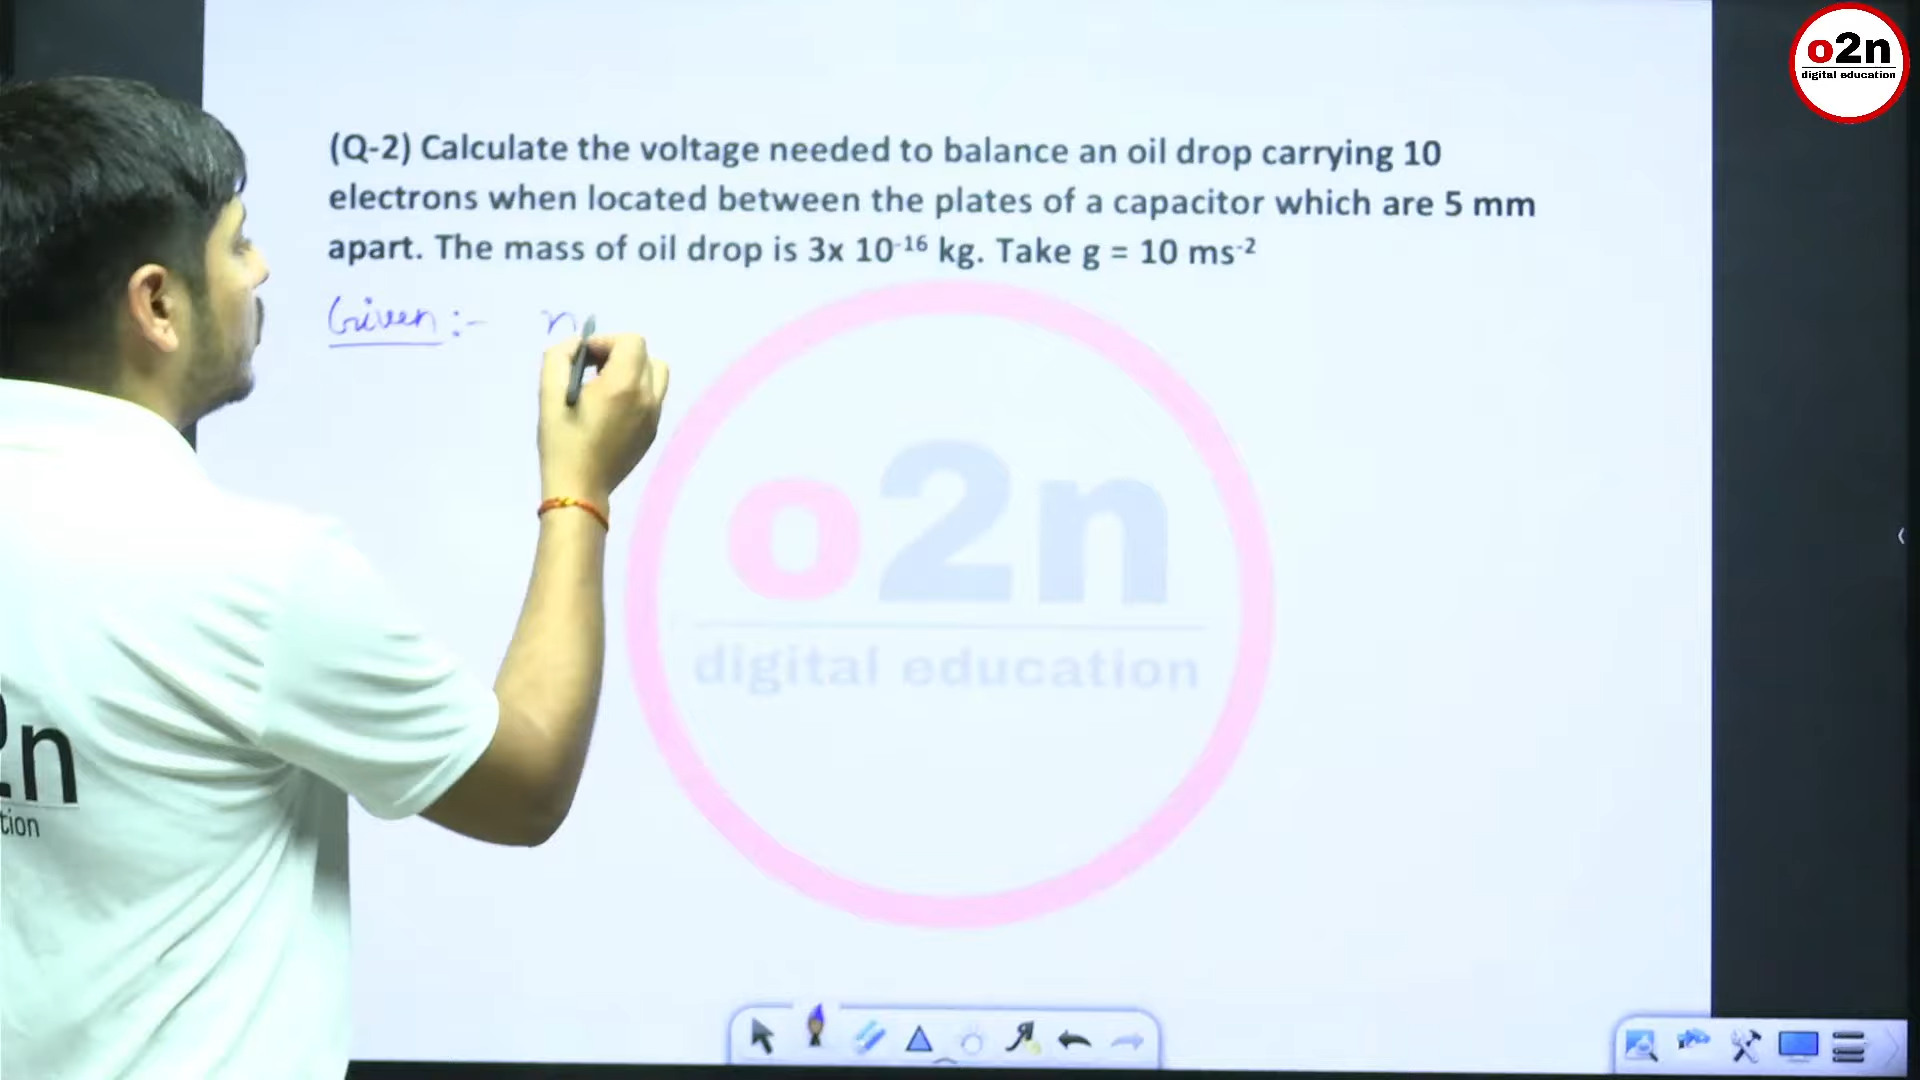 o2n
digital education
(Q-2) Calculate the voltage needed to balance an oil drop carrying 10
electrons when located between the plates of a capacitor which are 5 mm
apart. The mass of oil drop is 3x 10⁻¹⁶ kg. Take g = 10 ms⁻²
Given :- n
o2n
digital education
2n
tion